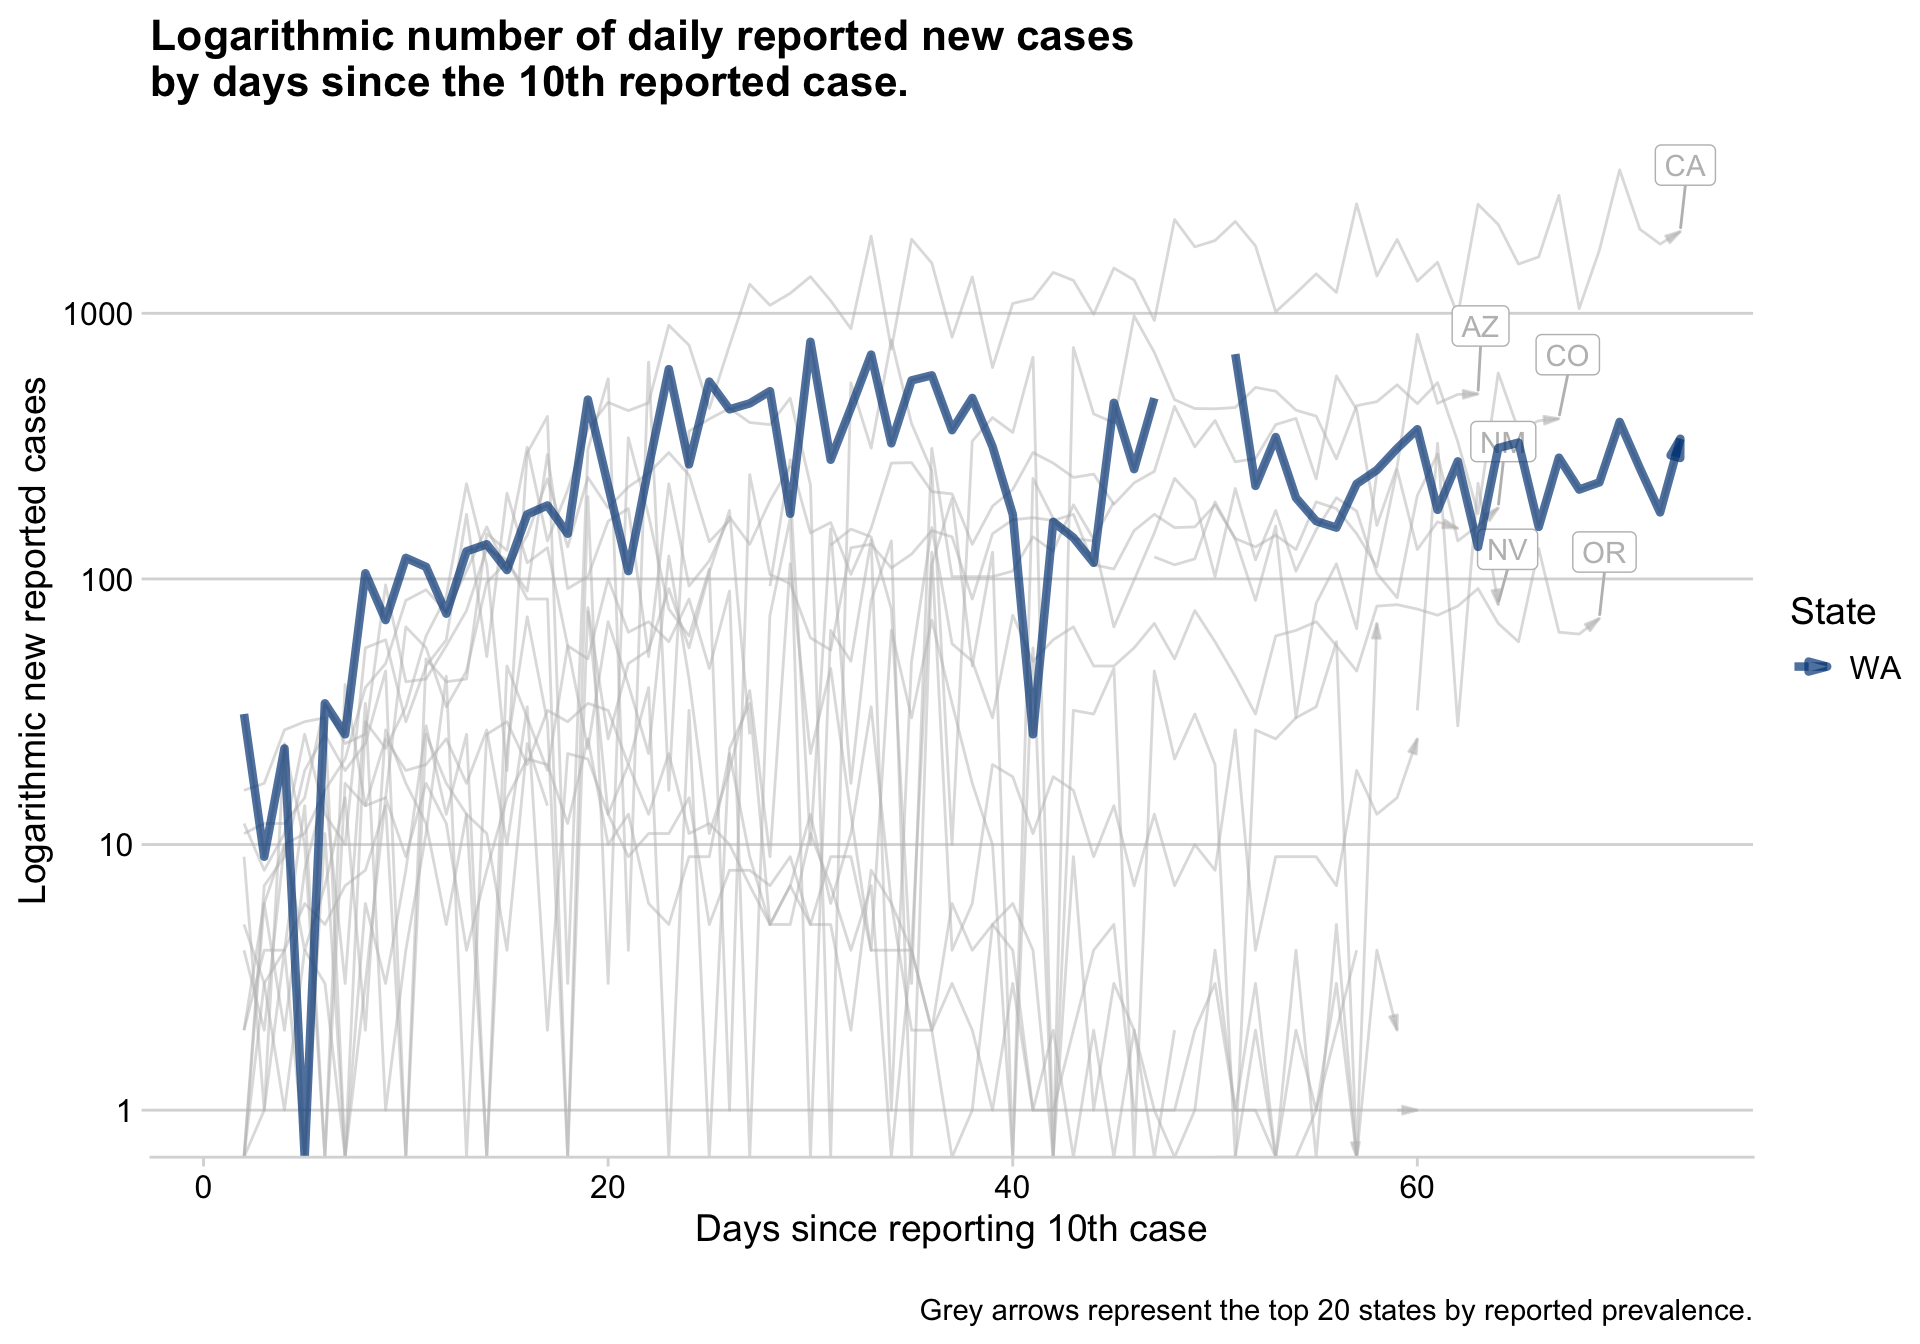 Logarithmic number of daily reported new cases
by days since the 10th reported case.
CA
1000
AZ
CO
NM
NV
OR
100
10
1
Logarithmic new reported cases
State
WA
0
20
40
60
Days since reporting 10th case
Grey arrows represent the top 20 states by reported prevalence.